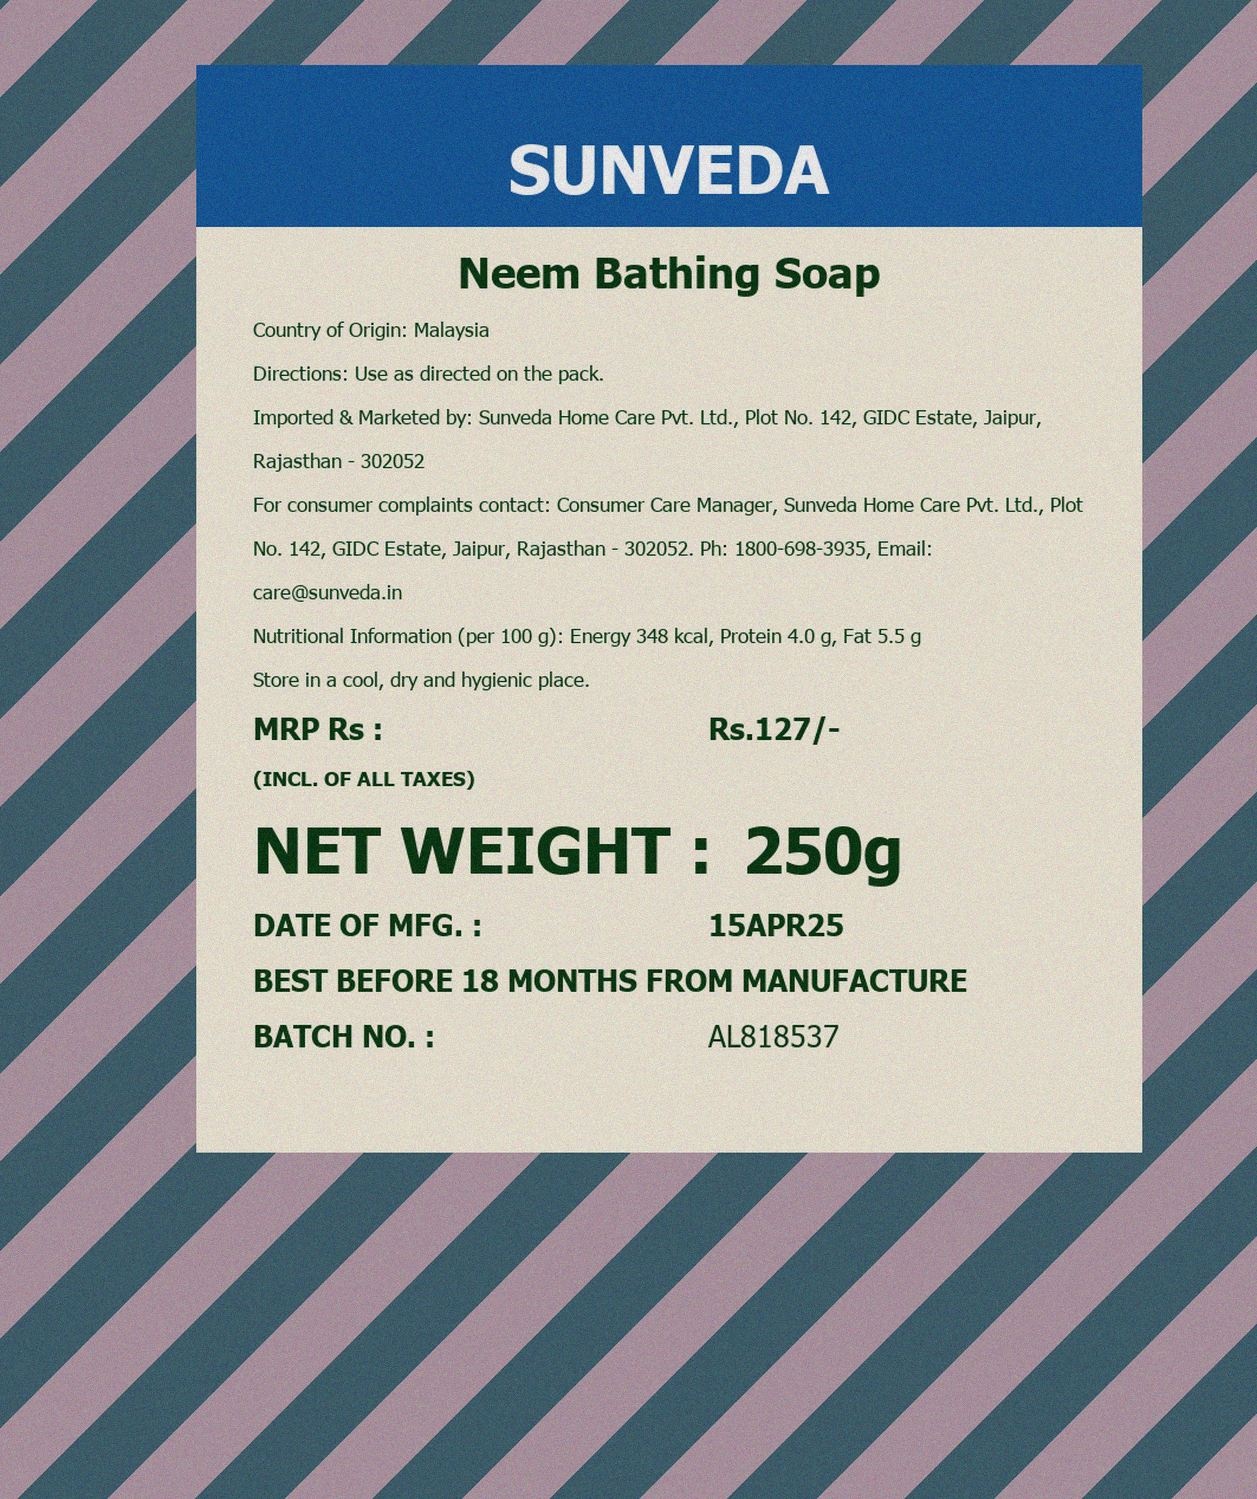 SUNVEDA
Neem Bathing Soap
Country of Origin: Malaysia
Directions: Use as directed on the pack.
Imported & Marketed by: Sunveda Home Care Pvt. Ltd., Plot No. 142, GIDC Estate, Jaipur,
Rajasthan - 302052
For consumer complaints contact: Consumer Care Manager, Sunveda Home Care Pvt. Ltd., Plot
No. 142, GIDC Estate, Jaipur, Rajasthan - 302052. Ph: 1800-698-3935, Email:
care@sunveda.in
Nutritional Information (per 100 g): Energy 348 kcal, Protein 4.0 g, Fat 5.5 g
Store in a cool, dry and hygienic place.
MRP Rs : Rs.127/-
(INCL. OF ALL TAXES)
NET WEIGHT : 250g
DATE OF MFG. : 15APR25
BEST BEFORE 18 MONTHS FROM MANUFACTURE
BATCH NO. : AL818537